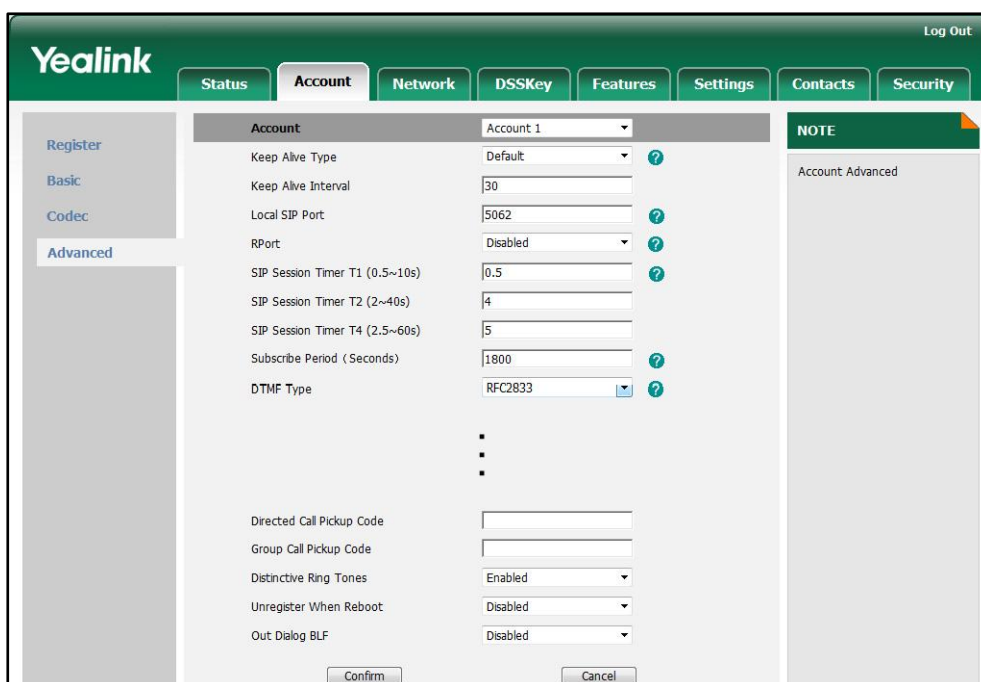 Log Out
Yealink
Status Account Network DSSKey Features Settings Contacts Security
Register
Basic
Codec
Advanced
Account Account 1
Keep Alive Type Default ?
Keep Alive Interval 30
Local SIP Port 5062 ?
RPort Disabled ?
SIP Session Timer T1 (0.5~10s) 0.5 ?
SIP Session Timer T2 (2~40s) 4
SIP Session Timer T4 (2.5~60s) 5
Subscribe Period (Seconds) 1800 ?
DTMF Type RFC2833 ?
Directed Call Pickup Code
Group Call Pickup Code
Distinctive Ring Tones Enabled
Unregister When Reboot Disabled
Out Dialog BLF Disabled
Confirm Cancel
NOTE
Account Advanced